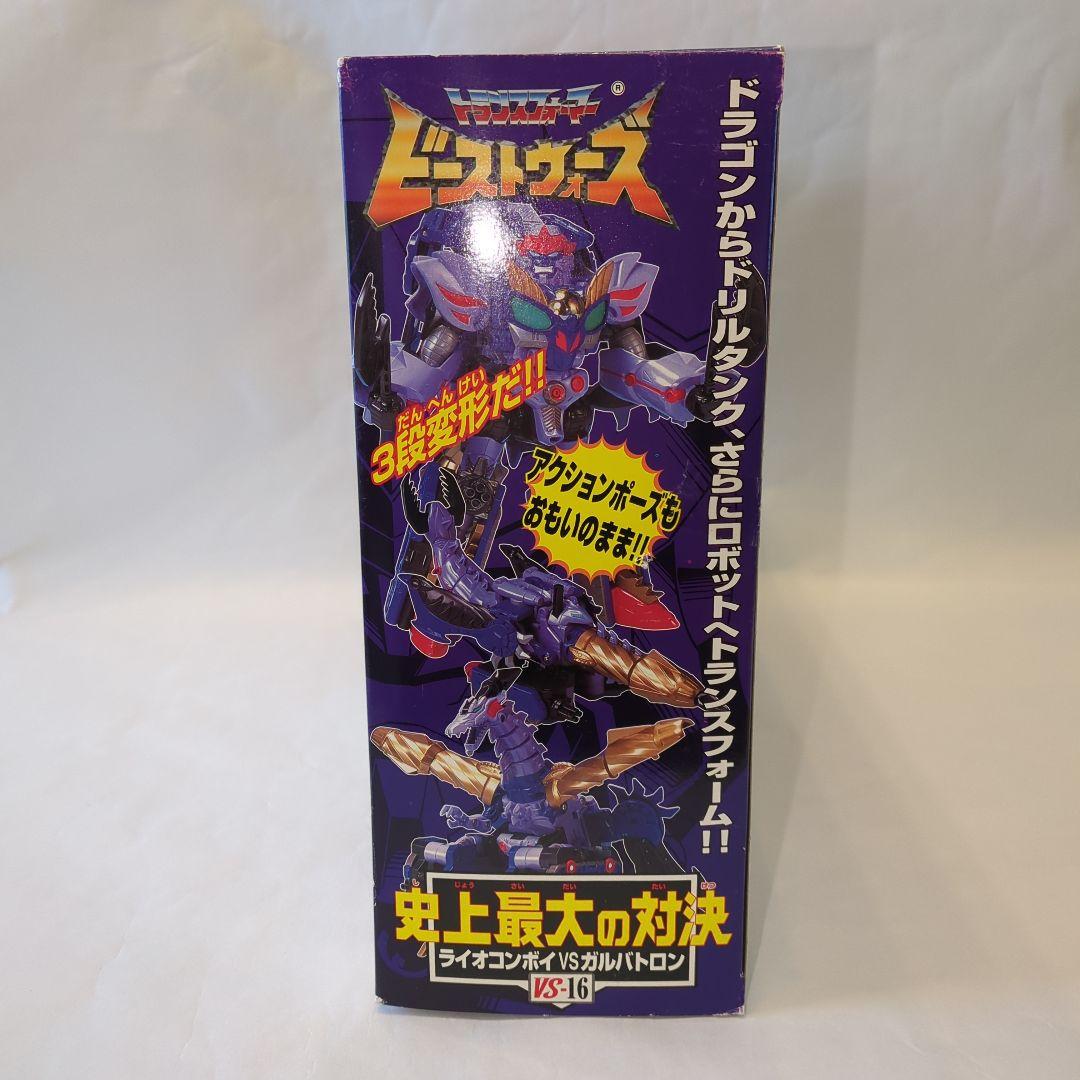 トランスフォーマー®
ビーストウォーズ
ドラゴンからドリルタンク、さらにロボットへトランスフォーム!!
だんへんけい
3段変形だ!!
アクションポーズも
おもいのまま!!
しじょうさいだいたいけつ
史上最大の対決
ライオコンボイVSガルバトロン
VS-16